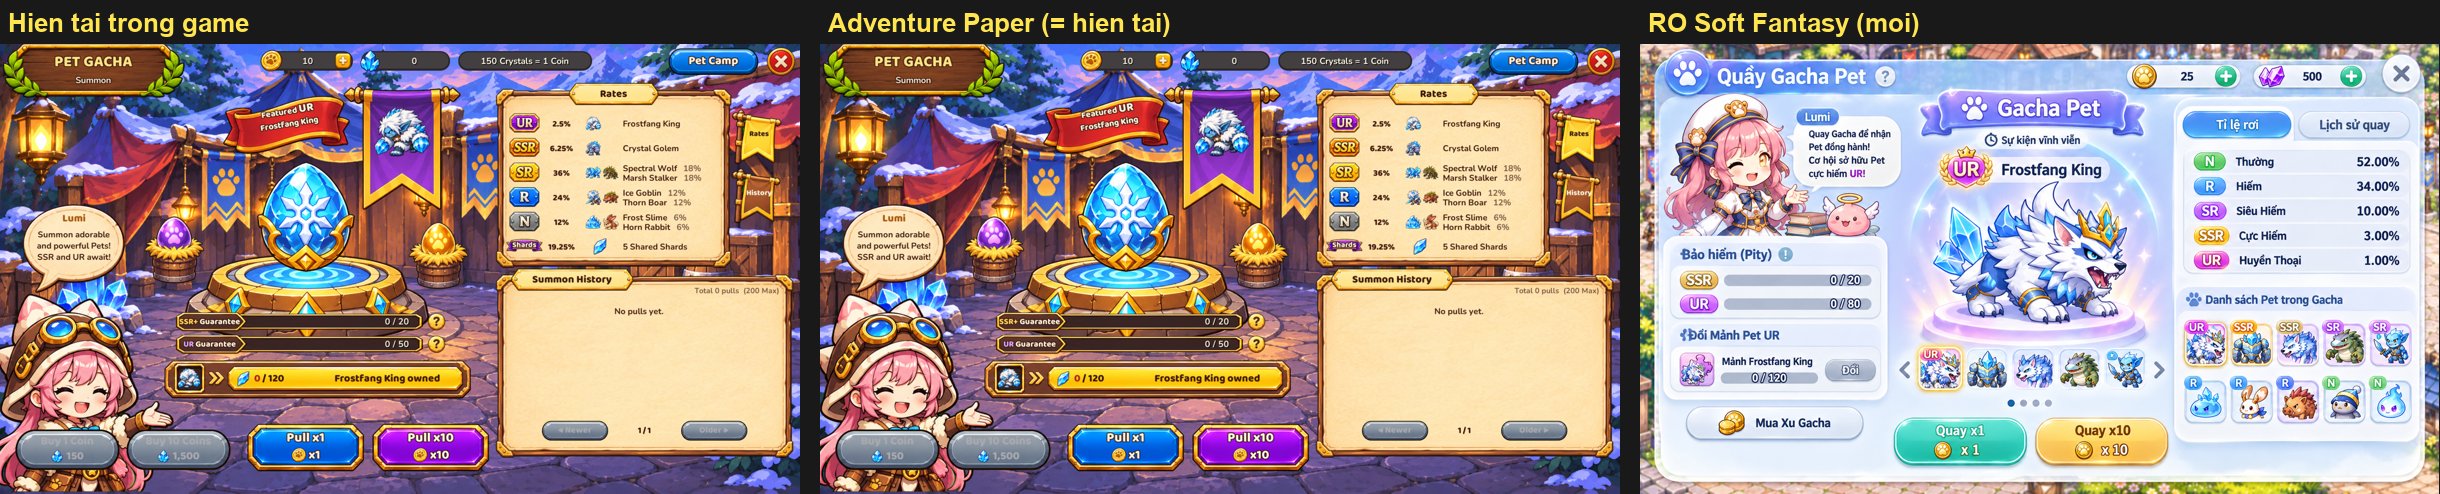 Hien tai trong game
PET GACHA
Summon
10
0
150 Crystals = 1 Coin
Pet Camp
Featured UR
Frostfang King
Rates
UR 2.5% Frostfang King
SSR 6.25% Crystal Golem
SR 36% Spectral Wolf 18%
Marsh Stalker 18%
R 24% Ice Goblin 12%
Thorn Boar 12%
N 12% Frost Slime 6%
Horn Rabbit 6%
Shards 19.25% 5 Shared Shards
Rates
History
Lumi
Summon adorable
and powerful Pets!
SSR and UR await!
Summon History
Total 0 pulls (200 Max)
No pulls yet.
SSR+ Guarantee 0 / 20 ?
UR Guarantee 0 / 50 ?
0 / 120 Frostfang King owned
Buy 1 Coin
150
Buy 10 Coins
1,500
Pull x1
x1
Pull x10
x10
◄ Newer 1/1 Older ►
Adventure Paper (= hien tai)
PET GACHA
Summon
10
0
150 Crystals = 1 Coin
Pet Camp
Featured UR
Frostfang King
Rates
UR 2.5% Frostfang King
SSR 6.25% Crystal Golem
SR 36% Spectral Wolf 18%
Marsh Stalker 18%
R 24% Ice Goblin 12%
Thorn Boar 12%
N 12% Frost Slime 6%
Horn Rabbit 6%
Shards 19.25% 5 Shared Shards
Rates
History
Lumi
Summon adorable
and powerful Pets!
SSR and UR await!
Summon History
Total 0 pulls (200 Max)
No pulls yet.
SSR+ Guarantee 0 / 20 ?
UR Guarantee 0 / 50 ?
0 / 120 Frostfang King owned
Buy 1 Coin
150
Buy 10 Coins
1,500
Pull x1
x1
Pull x10
x10
◄ Newer 1/1 Older ►
RO Soft Fantasy (moi)
Quầy Gacha Pet ?
25
500
Lumi
Quay Gacha để nhận
Pet đồng hành!
Cơ hội sở hữu Pet
cực hiếm UR!
Gacha Pet
Sự kiện vĩnh viễn
UR Frostfang King
Tỉ lệ rơi
Lịch sử quay
N Thường 52.00%
R Hiếm 34.00%
SR Siêu Hiếm 10.00%
SSR Cực Hiếm 3.00%
UR Huyền Thoại 1.00%
Bảo hiểm (Pity) !
SSR 0 / 20
UR 0 / 80
Đổi Mảnh Pet UR
Mảnh Frostfang King
0 / 120
Đổi
Mua Xu Gacha
UR
Quay x1
x 1
Quay x10
x 10
Danh sách Pet trong Gacha
UR SSR SSR SR SR
R R R N N